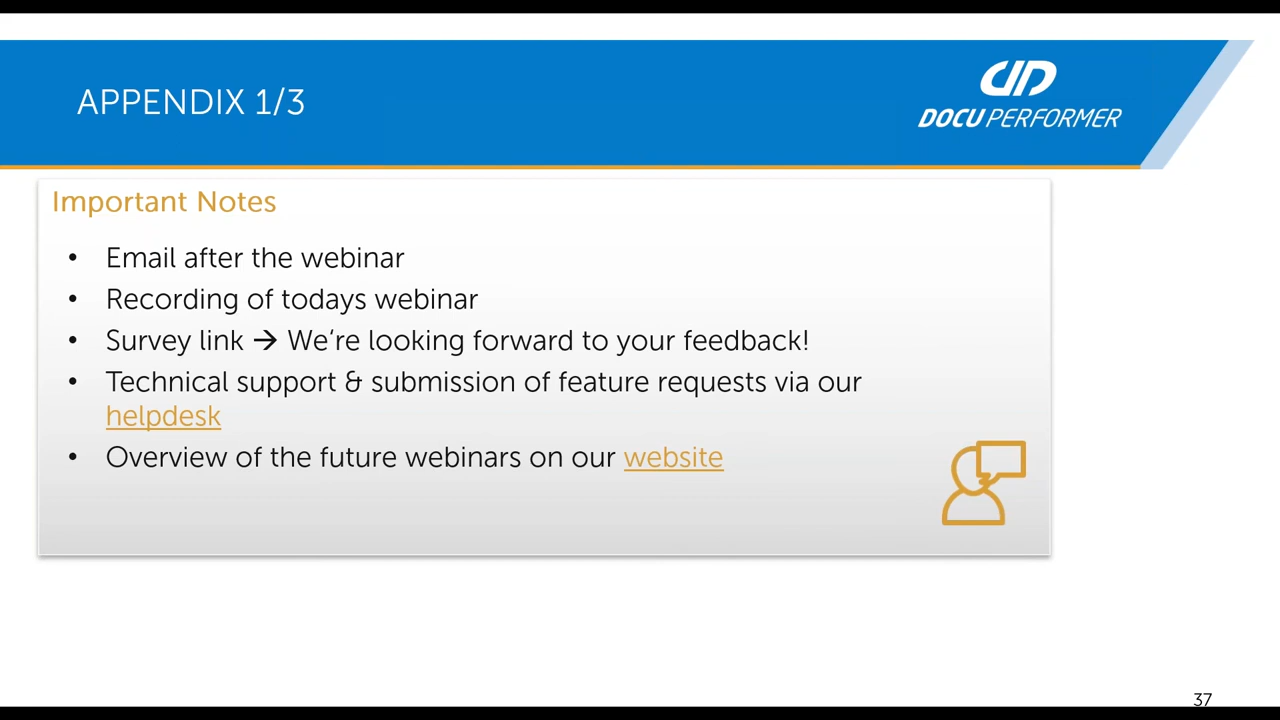 APPENDIX 1/3
DOCU PERFORMER
Important Notes
• Email after the webinar
• Recording of todays webinar
• Survey link → We're looking forward to your feedback!
• Technical support & submission of feature requests via our
helpdesk
• Overview of the future webinars on our website
37